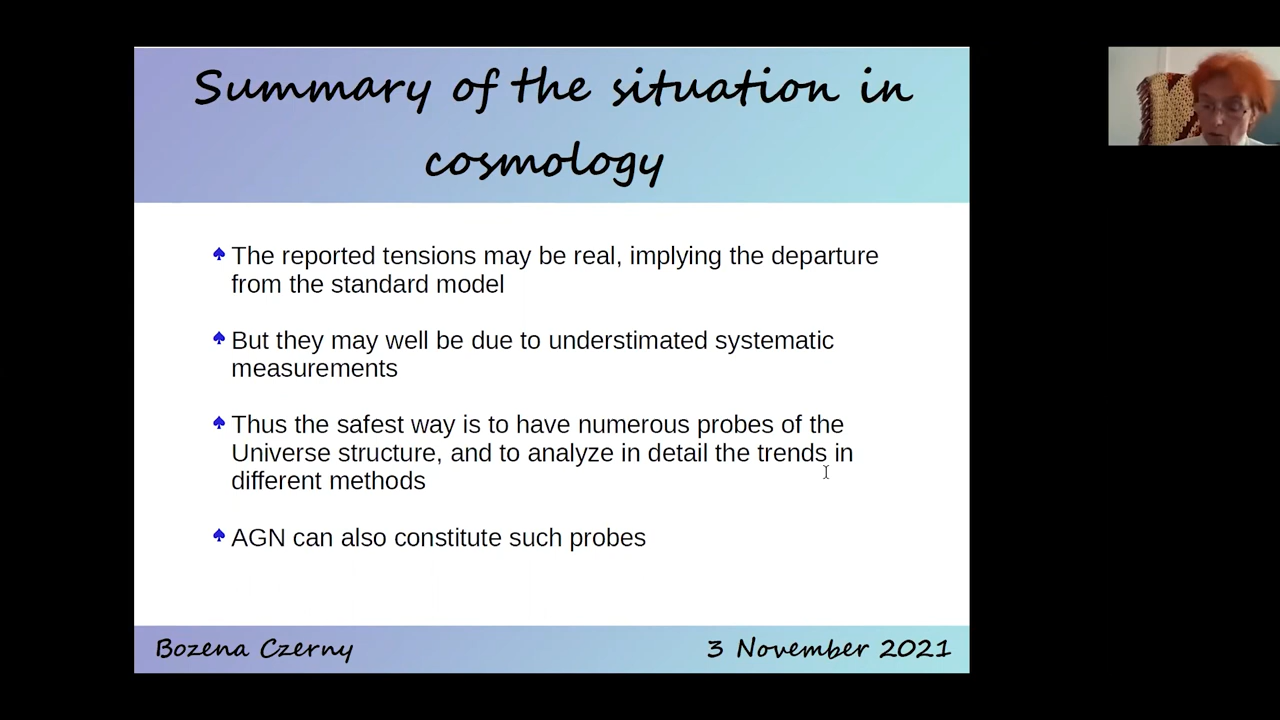 Summary of the situation in
cosmology
The reported tensions may be real, implying the departure
from the standard model
But they may well be due to understimated systematic
measurements
Thus the safest way is to have numerous probes of the
Universe structure, and to analyze in detail the trends in
different methods
AGN can also constitute such probes
Bozena Czerny
3 November 2021